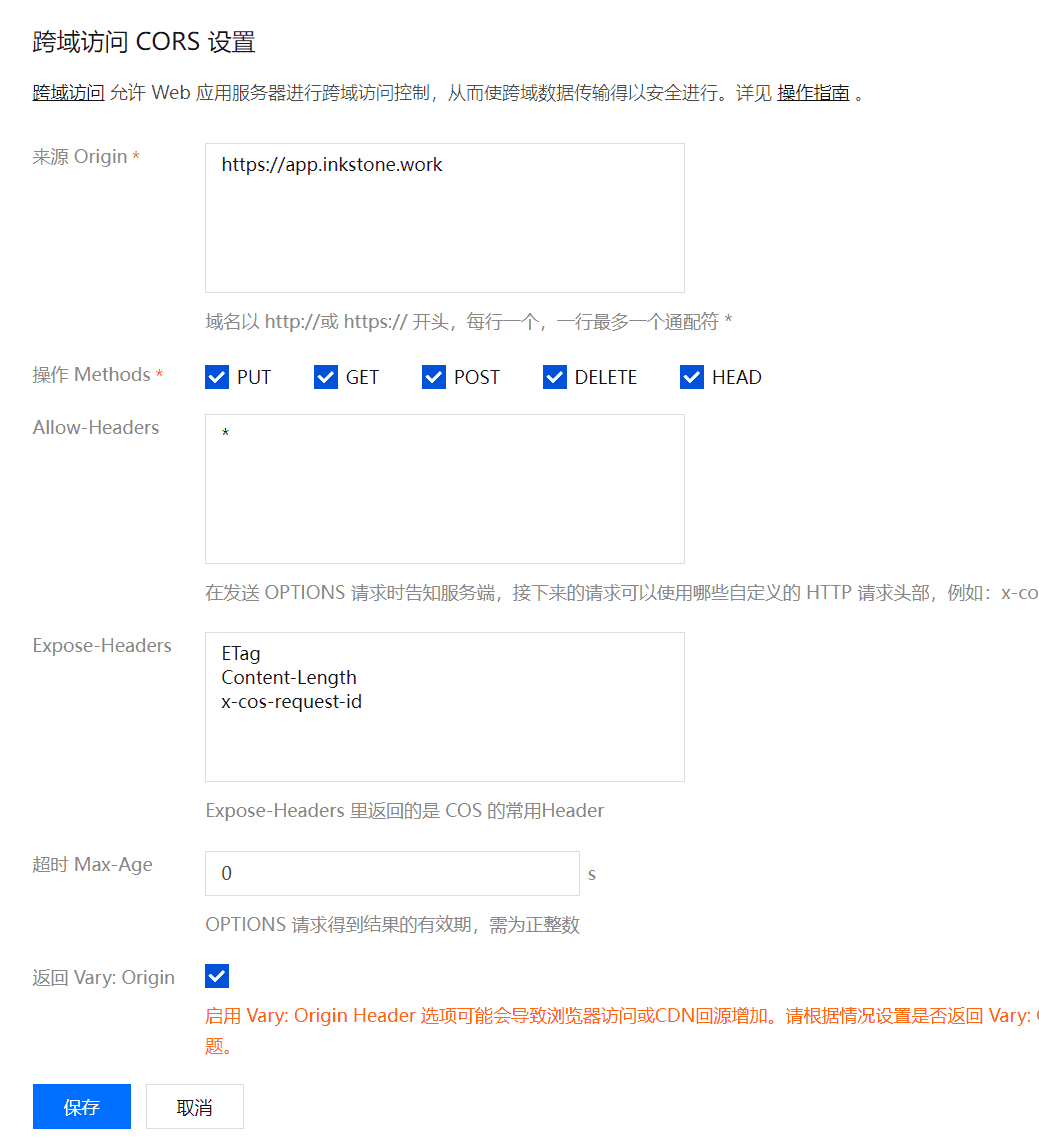 跨域访问 CORS 设置
跨域访问 允许 Web 应用服务器进行跨域访问控制，从而使跨域数据传输得以安全进行。详见 操作指南 。
来源 Origin *
https://app.inkstone.work
域名以 http://或 https:// 开头，每行一个，一行最多一个通配符 *
操作 Methods * PUT GET POST DELETE HEAD
Allow-Headers
*
在发送 OPTIONS 请求时告知服务端，接下来的请求可以使用哪些自定义的 HTTP 请求头部，例如：x-co
Expose-Headers
ETag
Content-Length
x-cos-request-id
Expose-Headers 里返回的是 COS 的常用Header
超时 Max-Age
0 s
OPTIONS 请求得到结果的有效期，需为正整数
返回 Vary: Origin
启用 Vary: Origin Header 选项可能会导致浏览器访问或CDN回源增加。请根据情况设置是否返回 Vary:
题。
保存 取消